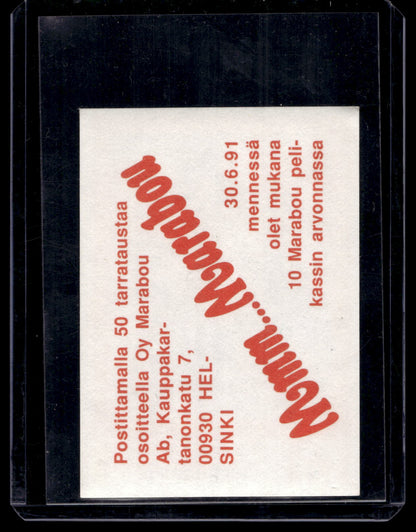 Postittamalla 50 tarrataustaa
osoitteella Oy Marabou
Ab, Kauppakar-
tanonkatu 7,
00930 HEL-
SINKI
Mmmm...Marabou
30.6.91
mennessä
olet mukana
10 Marabou peli-
kassin arvonnassa